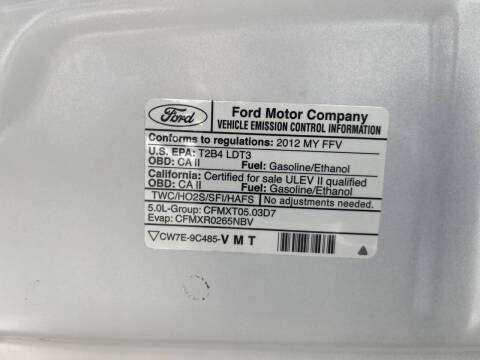 Ford
Ford Motor Company
VEHICLE EMISSION CONTROL INFORMATION
Conforms to regulations: 2012 MY FFV
U.S. EPA: T2B4 LDT3
OBD: CA II Fuel: Gasoline/Ethanol
California: Certified for sale ULEV II qualified
OBD: CA II Fuel: Gasoline/Ethanol
TWC/HO2S/SFI/HAFS No adjustments needed.
5.0L-Group: CFMXT05.03D7
Evap: CFMXR0265NBV
CW7E-9C485-VMT